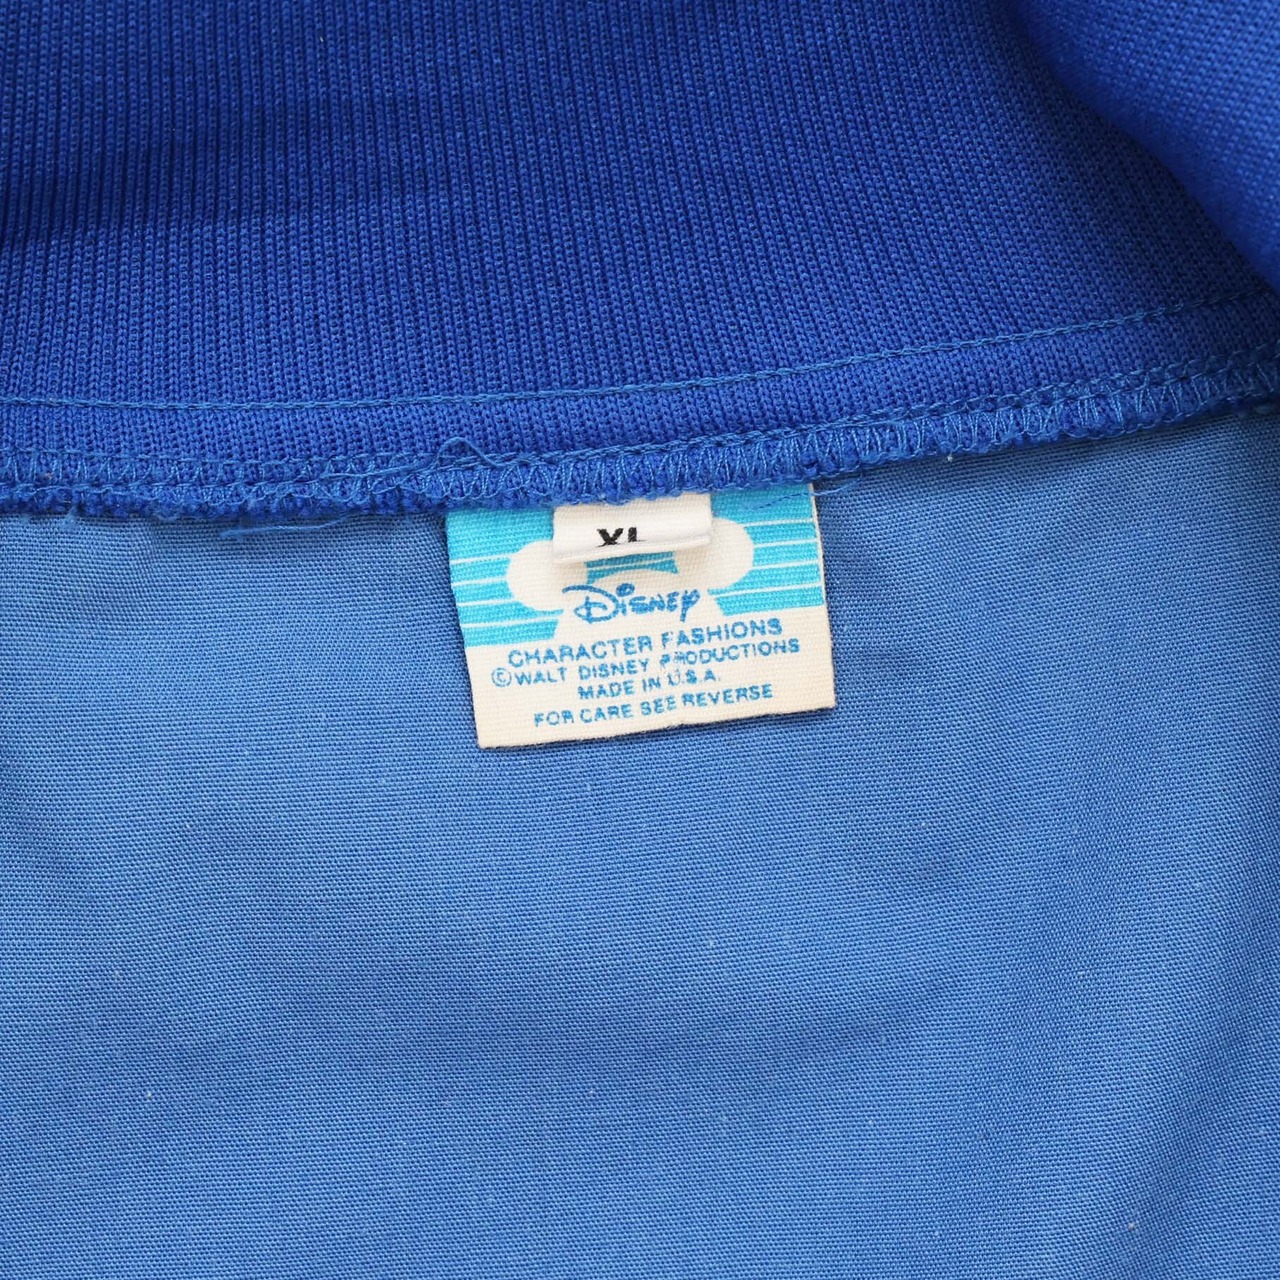 XL
Disney
CHARACTER FASHIONS
©WALT DISNEY PRODUCTIONS
MADE IN U.S.A.
FOR CARE SEE REVERSE